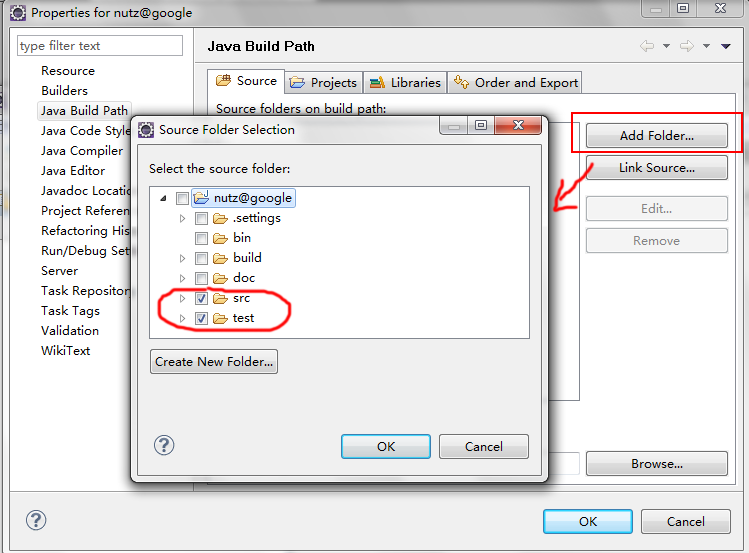 Properties for nutz@google
type filter text
Resource
Builders
Java Build Path
Java Code Style
Java Compiler
Java Editor
Javadoc Locatio
Project Referen
Refactoring His
Run/Debug Set
Server
Task Repository
Task Tags
Validation
WikiText
Java Build Path
Source
Projects
Libraries
Order and Export
Source folders on build path:
Add Folder...
Link Source...
Edit...
Remove
Browse...
Source Folder Selection
Select the source folder:
nutz@google
.settings
bin
build
doc
src
test
Create New Folder...
OK
Cancel
OK
Cancel